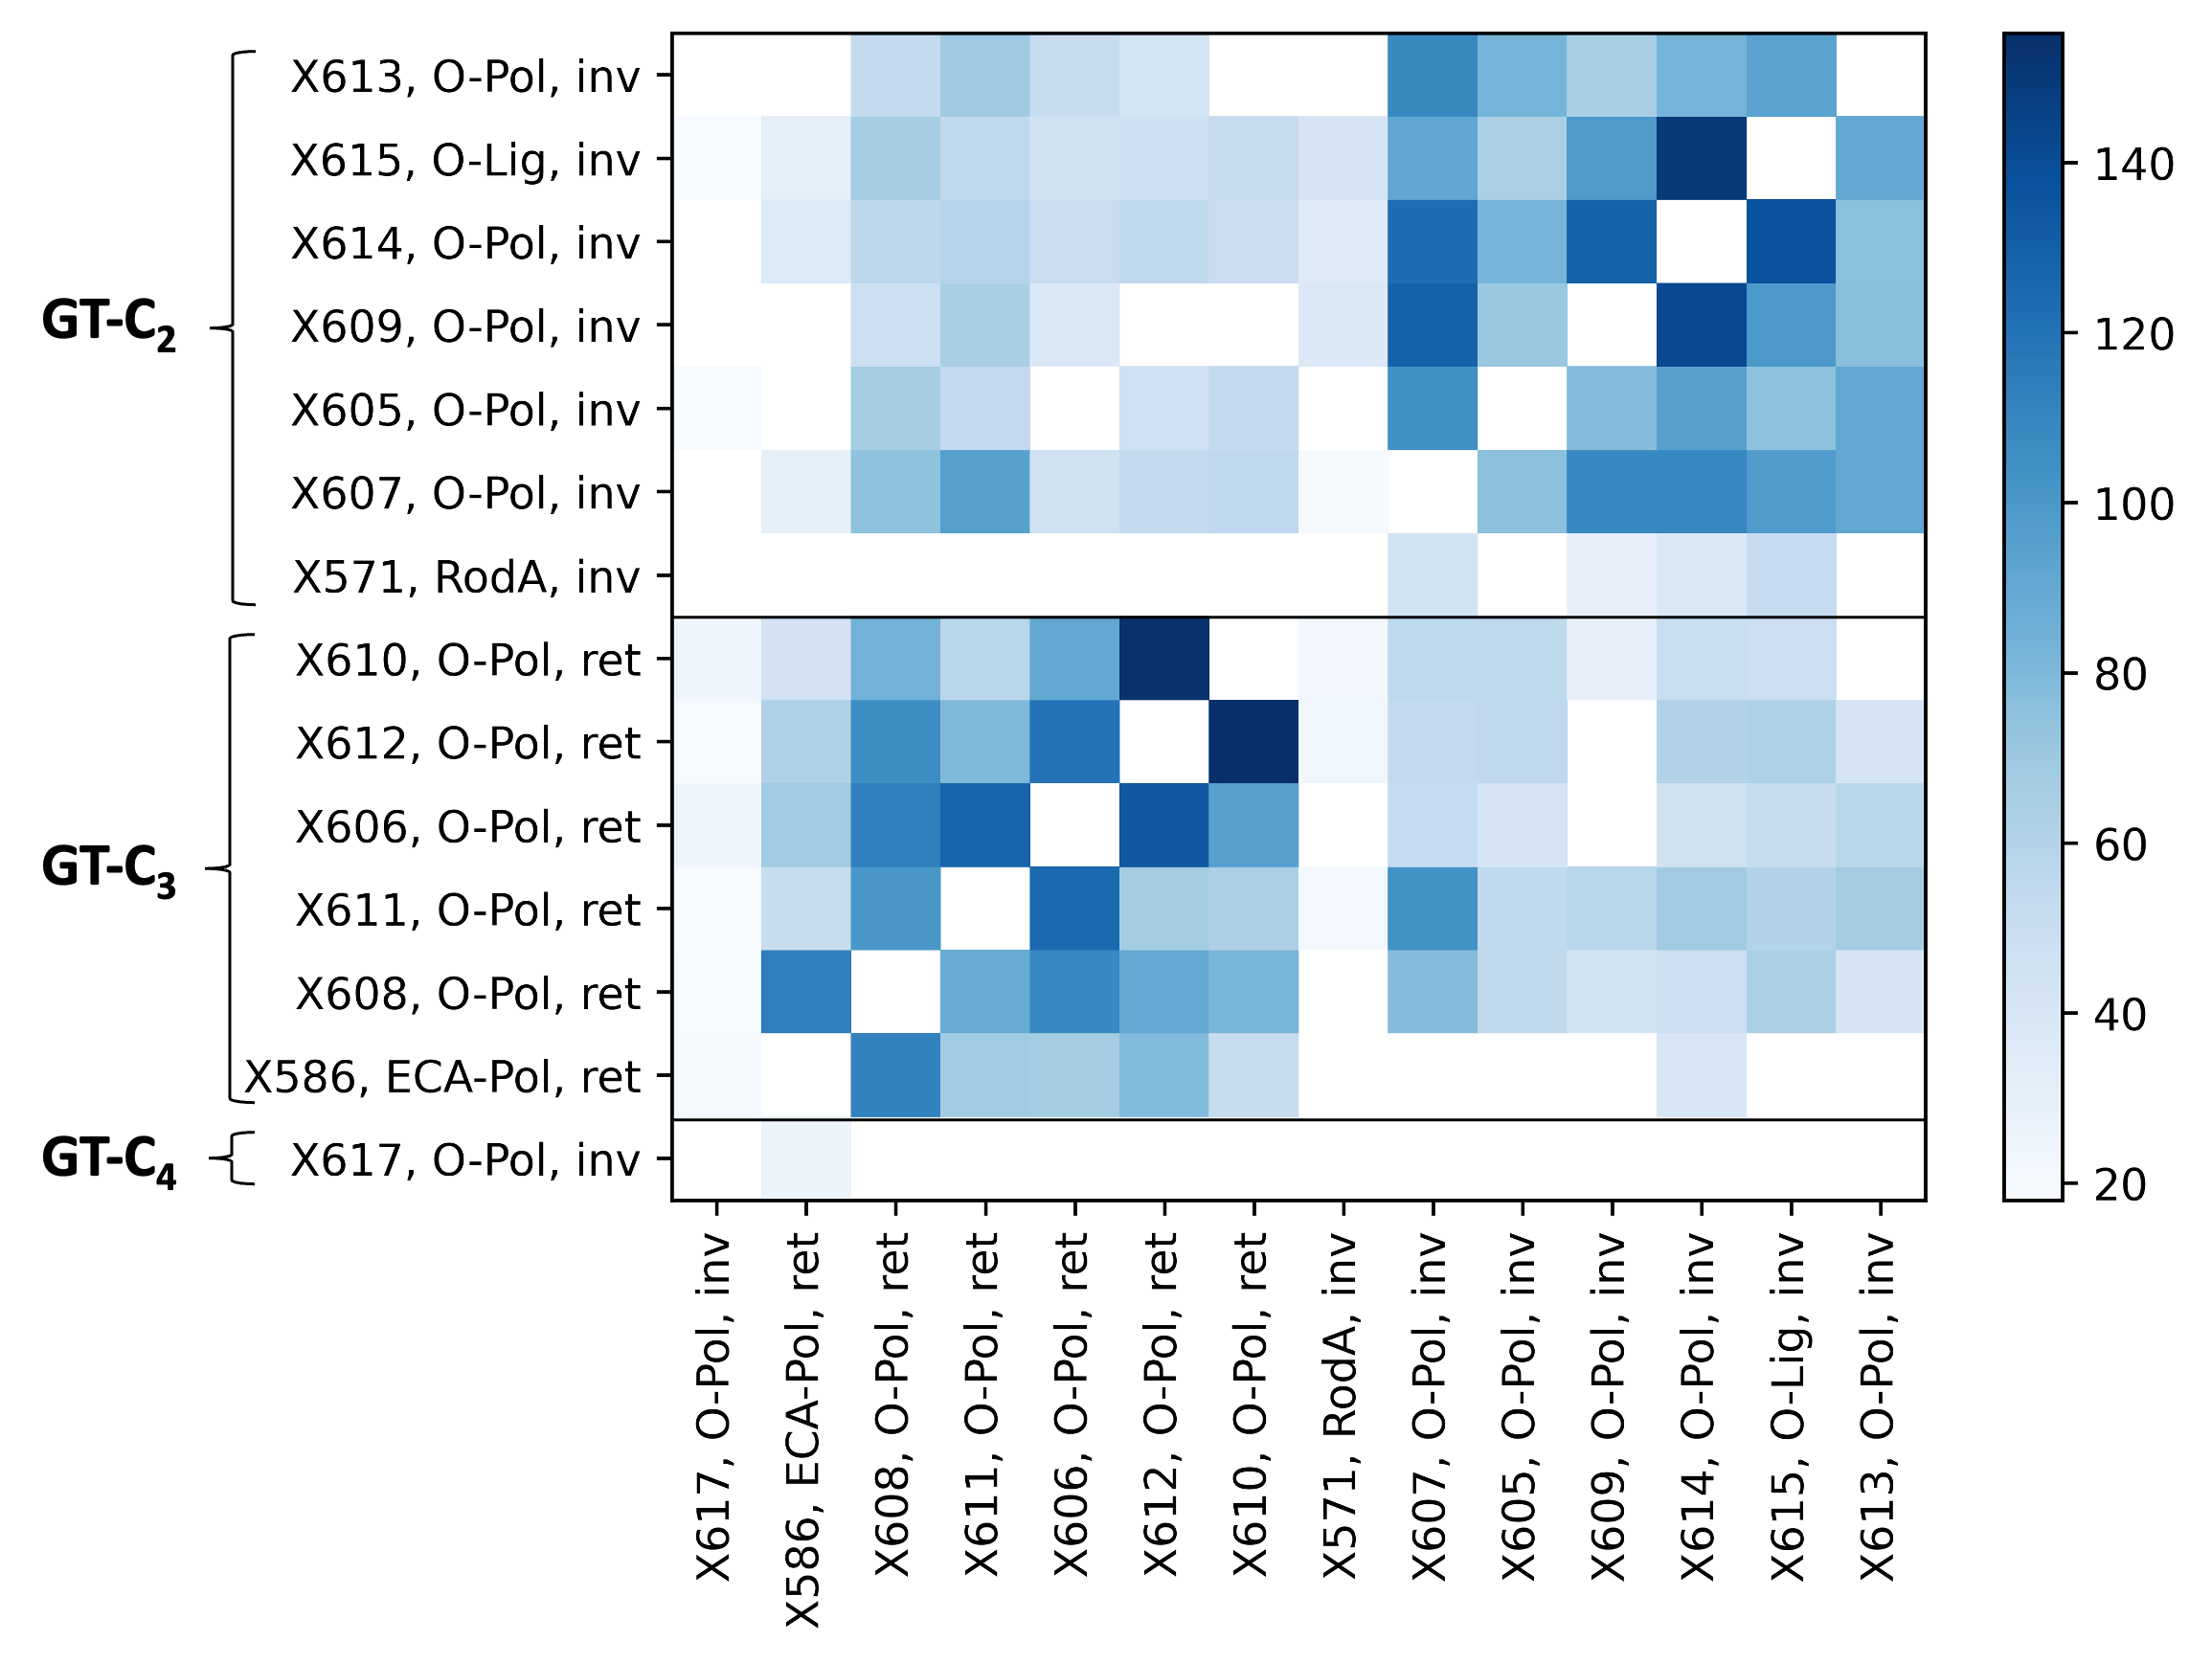 GT-C2
X613, O-Pol, inv
X615, O-Lig, inv
X614, O-Pol, inv
X609, O-Pol, inv
X605, O-Pol, inv
X607, O-Pol, inv
X571, RodA, inv
GT-C3
X610, O-Pol, ret
X612, O-Pol, ret
X606, O-Pol, ret
X611, O-Pol, ret
X608, O-Pol, ret
X586, ECA-Pol, ret
GT-C4
X617, O-Pol, inv
X617, O-Pol, inv
X586, ECA-Pol, ret
X608, O-Pol, ret
X611, O-Pol, ret
X606, O-Pol, ret
X612, O-Pol, ret
X610, O-Pol, ret
X571, RodA, inv
X607, O-Pol, inv
X605, O-Pol, inv
X609, O-Pol, inv
X614, O-Pol, inv
X615, O-Lig, inv
X613, O-Pol, inv
140
120
100
80
60
40
20